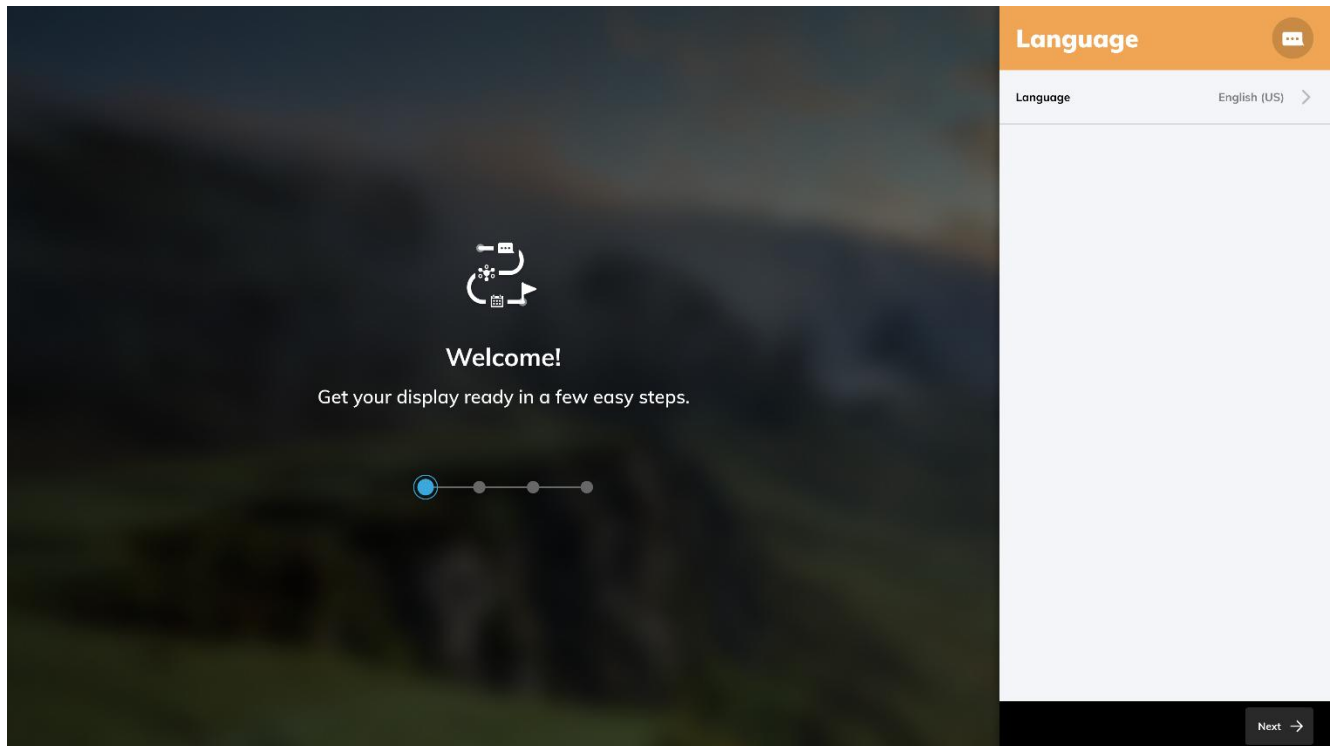 Welcome!
Get your display ready in a few easy steps.
Language
Language English (US)
Next